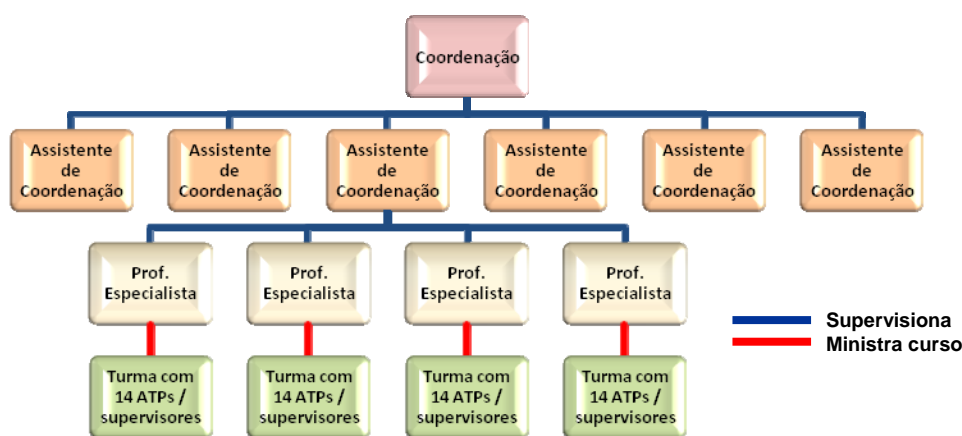 Coordenação
Assistente
de
Coordenação
Assistente
de
Coordenação
Assistente
de
Coordenação
Assistente
de
Coordenação
Assistente
de
Coordenação
Assistente
de
Coordenação
Prof.
Especialista
Prof.
Especialista
Prof.
Especialista
Prof.
Especialista
Supervisiona
Ministra curso
Turma com
14 ATPs /
supervisores
Turma com
14 ATPs /
supervisores
Turma com
14 ATPs /
supervisores
Turma com
14 ATPs /
supervisores